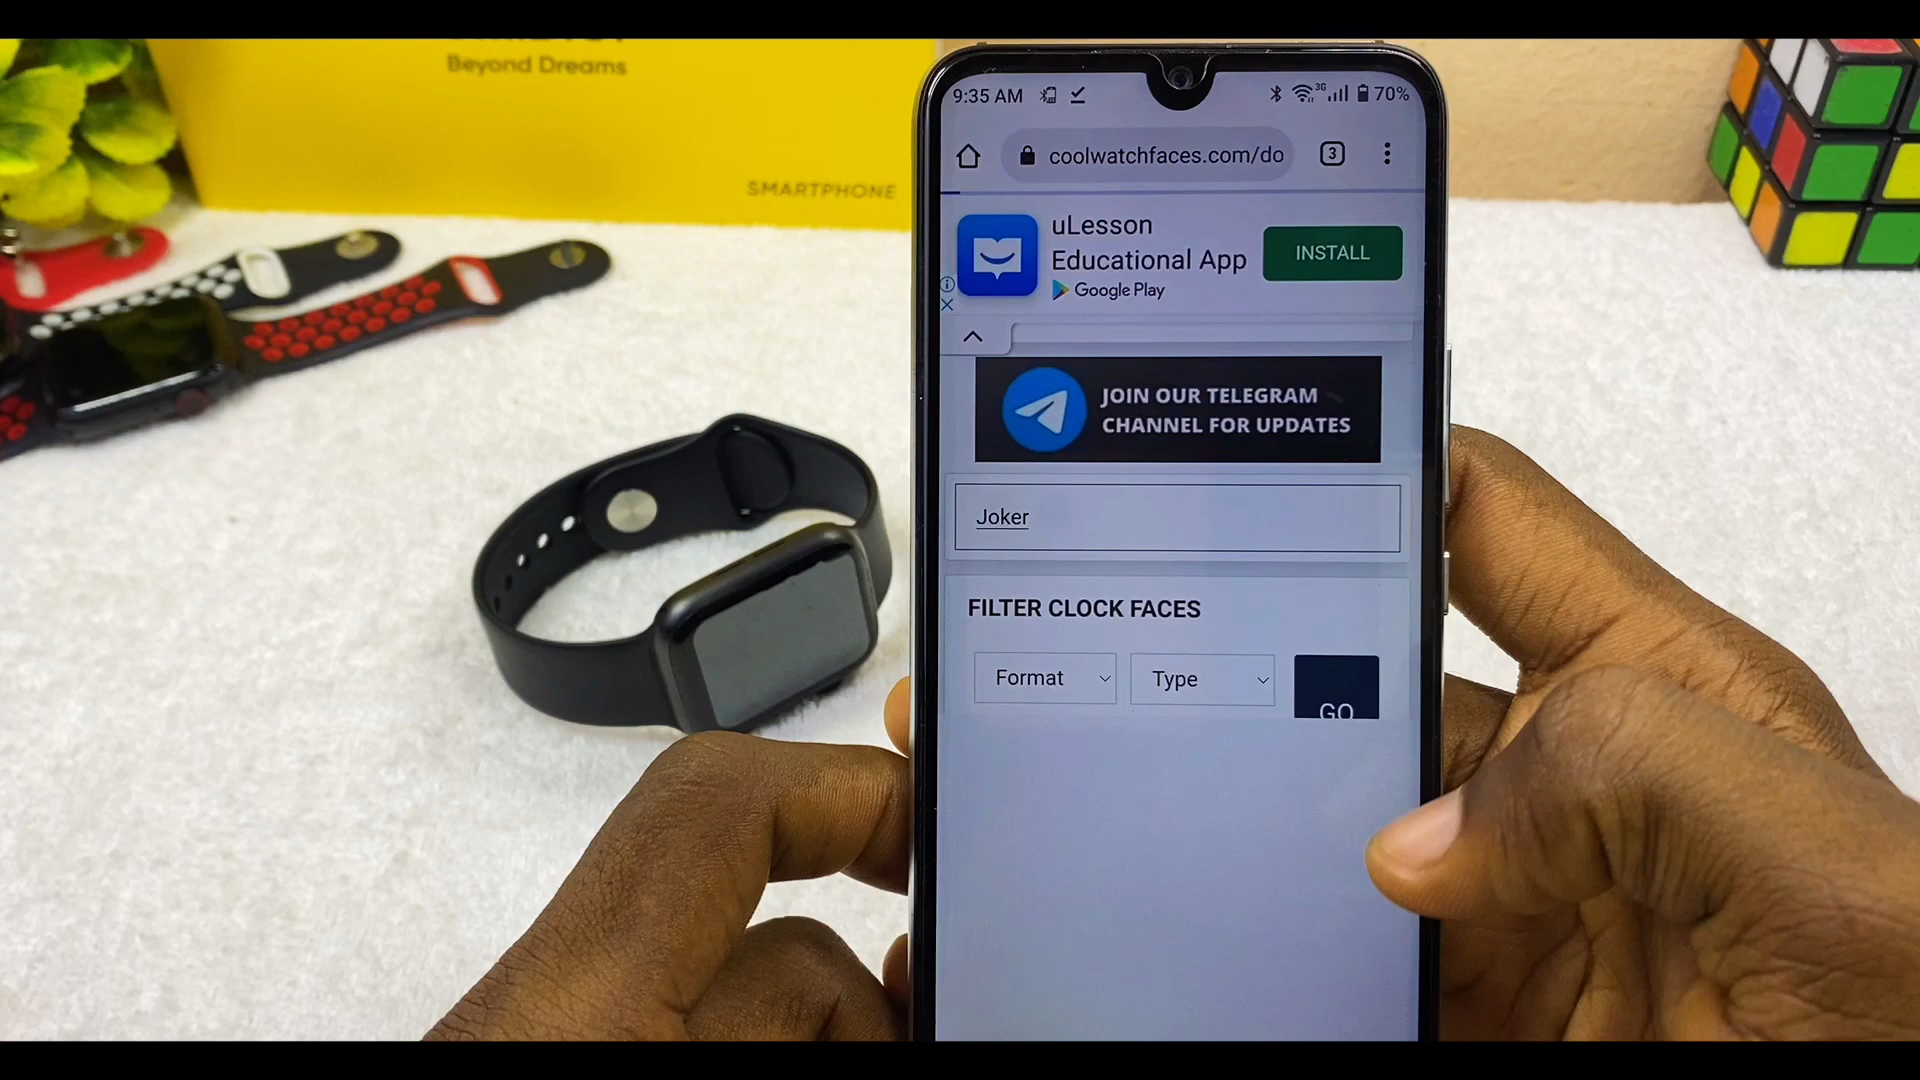 Beyond Dreams
SMARTPHONE
9:35 AM
3G
70%
coolwatchfaces.com/do
3
uLesson
Educational App
Google Play
INSTALL
JOIN OUR TELEGRAM
CHANNEL FOR UPDATES
Joker
FILTER CLOCK FACES
Format
Type
GO